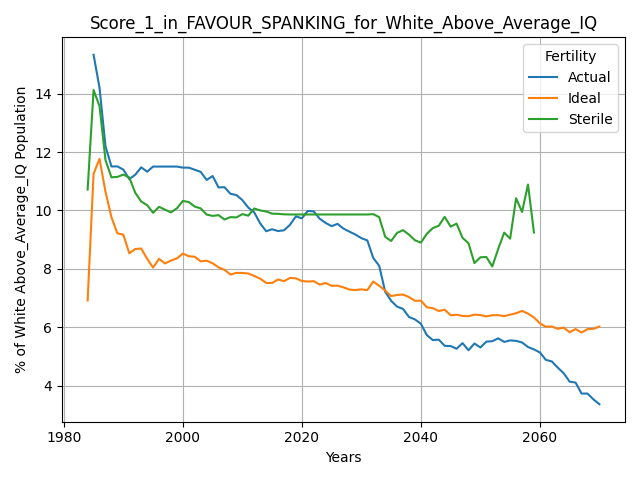 Score_1_in_FAVOUR_SPANKING_for_White_Above_Average_IQ
% of White Above_Average_IQ Population
14
12
10
8
6
4
Fertility
Actual
Ideal
Sterile
1980 2000 2020 2040 2060
Years